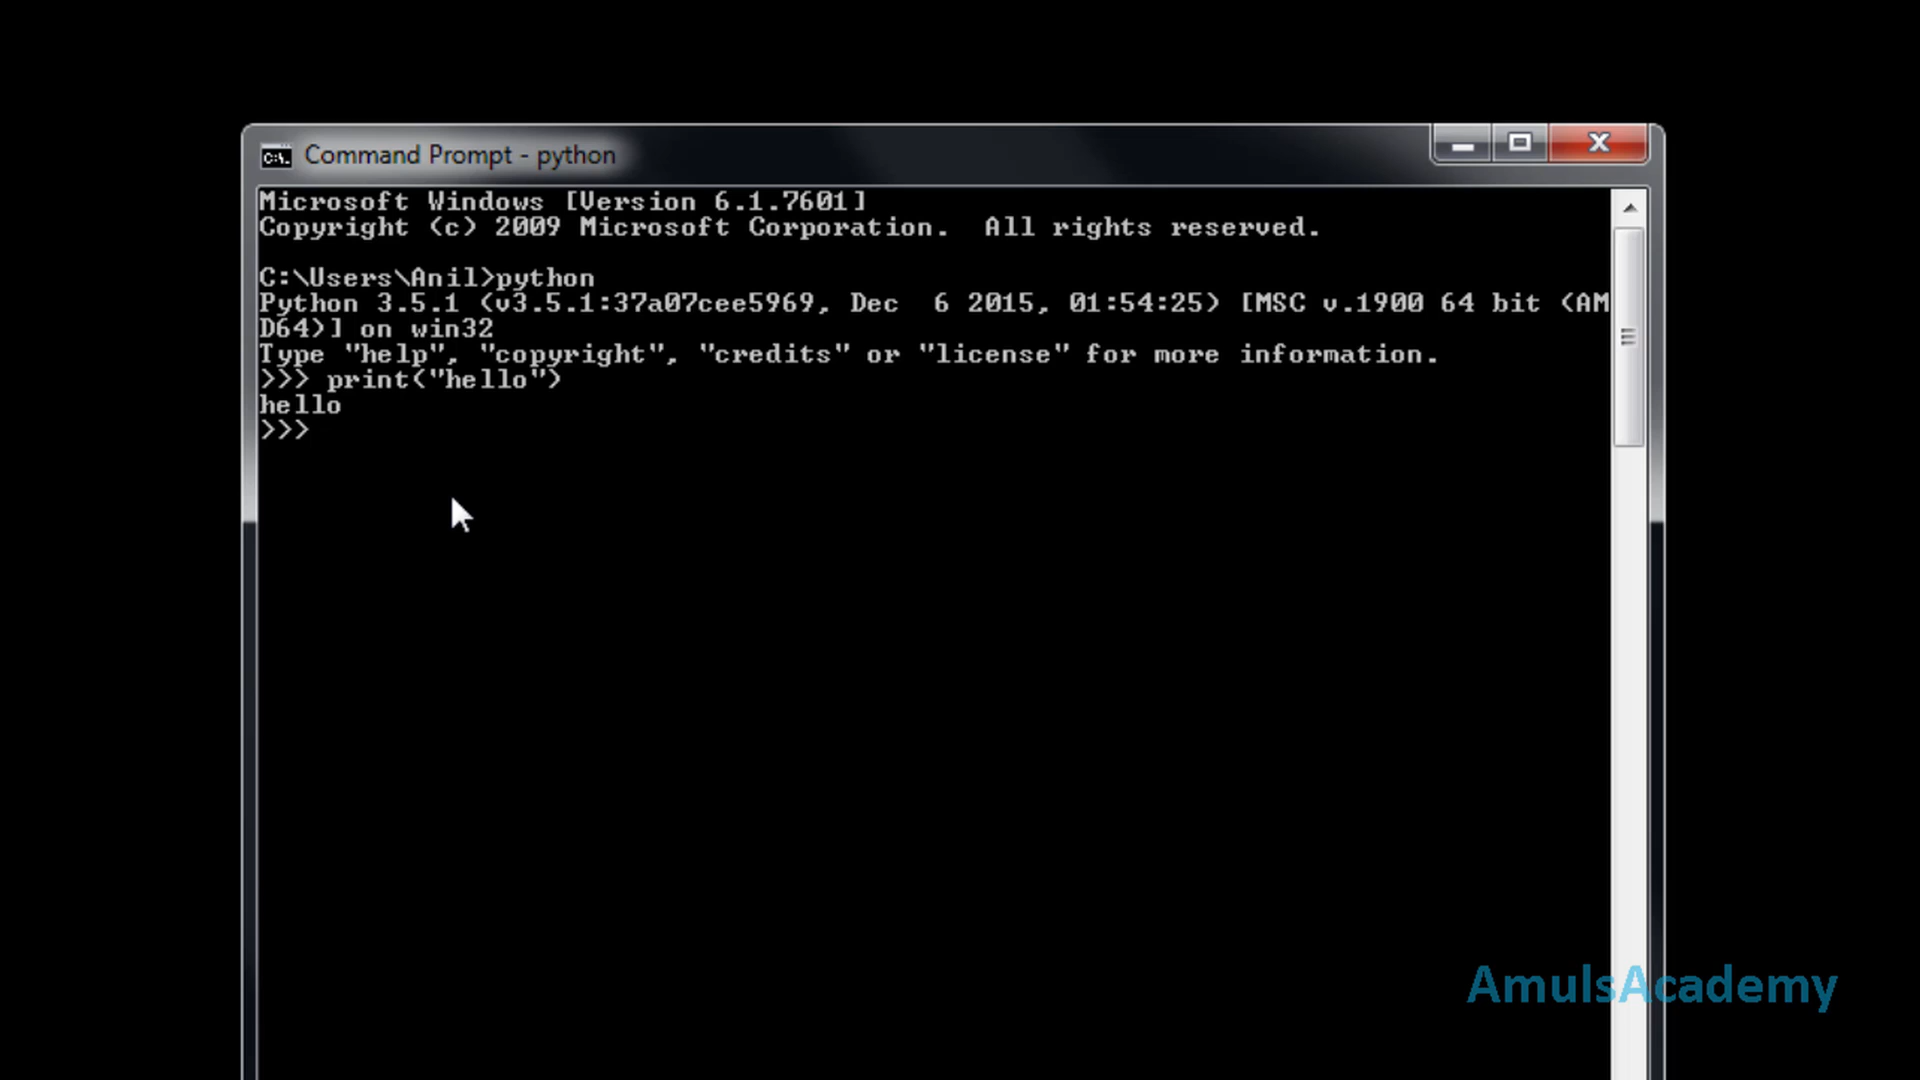 Command Prompt - python
Microsoft Windows [Version 6.1.7601]
Copyright (c) 2009 Microsoft Corporation.  All rights reserved.
C:\Users\Anil>python
Python 3.5.1 (v3.5.1:37a07cee5969, Dec  6 2015, 01:54:25) [MSC v.1900 64 bit (AM
D64)] on win32
Type "help", "copyright", "credits" or "license" for more information.
>>> print("hello")
hello
>>>
AmulsAcademy